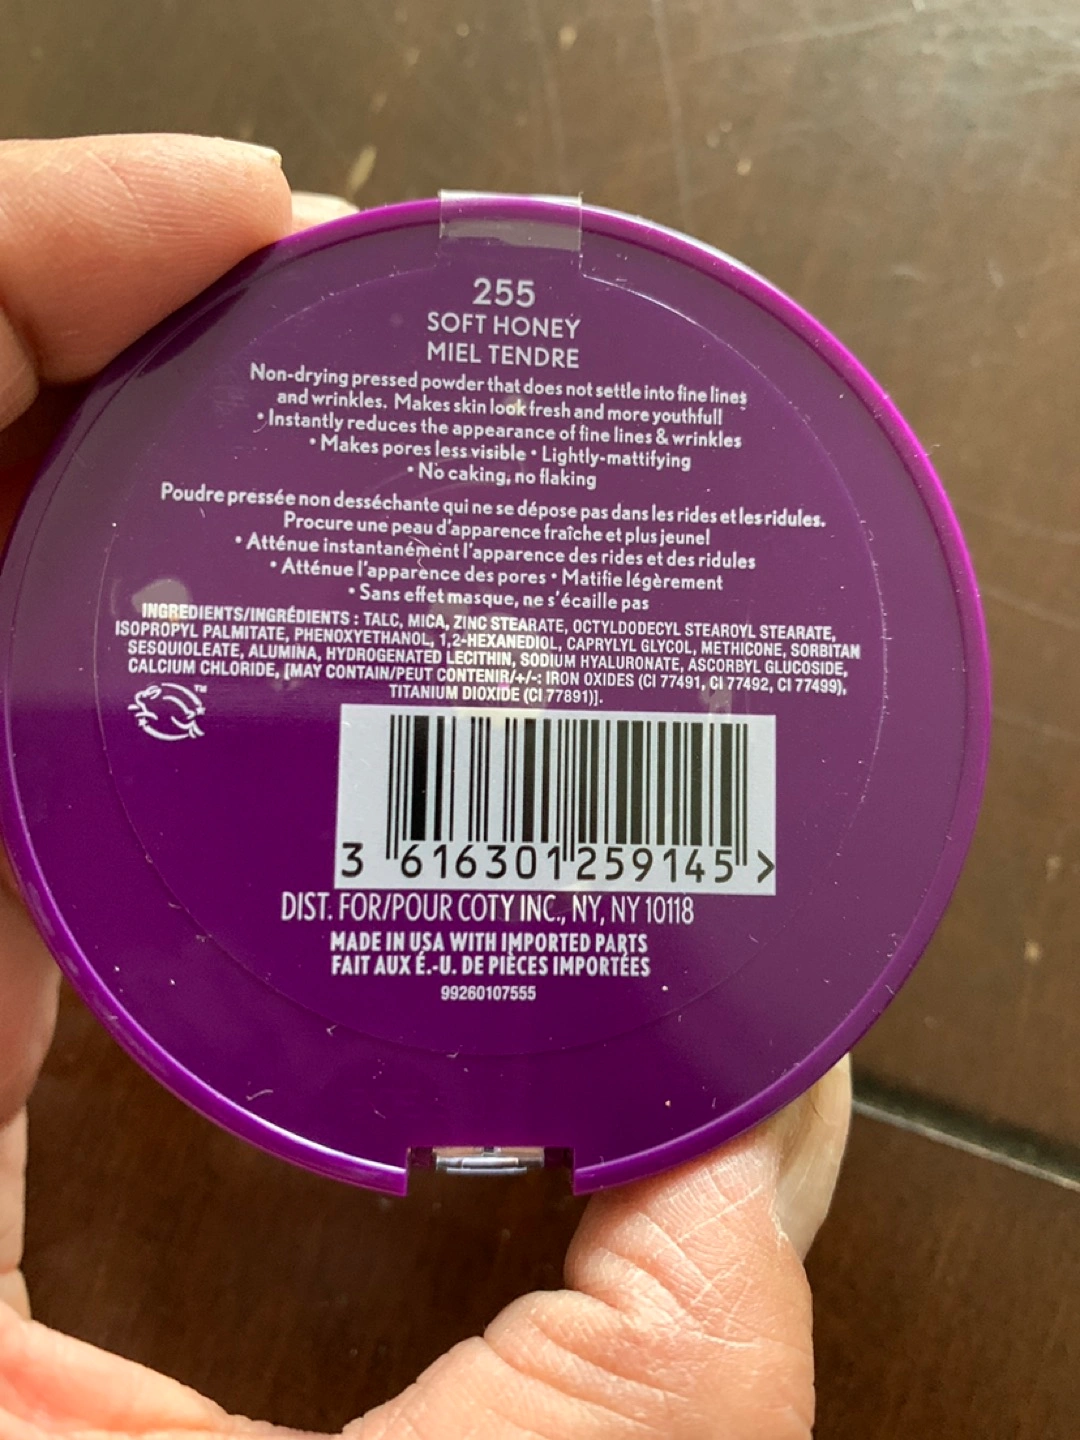 255
SOFT HONEY
MIEL TENDRE
Non-drying pressed powder that does not settle into fine lines
and wrinkles. Makes skin look fresh and more youthfull
• Instantly reduces the appearance of fine lines & wrinkles
• Makes pores less visible • Lightly-mattifying
• No caking, no flaking
Poudre pressée non desséchante qui ne se dépose pas dans les rides et les ridules.
Procure une peau d'apparence fraîche et plus jeunel
• Atténue instantanément l'apparence des rides et des ridules
• Atténue l'apparence des pores • Matifie légèrement
• Sans effet masque, ne s'écaille pas
INGREDIENTS/INGRÉDIENTS : TALC, MICA, ZINC STEARATE, OCTYLDODECYL STEAROYL STEARATE,
ISOPROPYL PALMITATE, PHENOXYETHANOL, 1,2-HEXANEDIOL, CAPRYLYL GLYCOL, METHICONE, SORBITAN
SESQUIOLEATE, ALUMINA, HYDROGENATED LECITHIN, SODIUM HYALURONATE, ASCORBYL GLUCOSIDE,
CALCIUM CHLORIDE, [MAY CONTAIN/PEUT CONTENIR/+/-: IRON OXIDES (CI 77491, CI 77492, CI 77499),
TITANIUM DIOXIDE (CI 77891)].
TM
3 616301 259145 >
DIST. FOR/POUR COTY INC., NY, NY 10118
MADE IN USA WITH IMPORTED PARTS
FAIT AUX É.-U. DE PIÈCES IMPORTÉES
99260107555